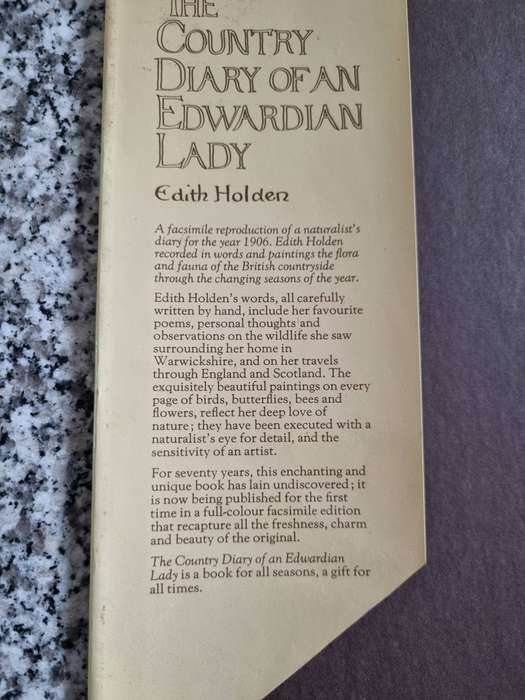 THE
COUNTRY
DIARY OF AN
EDWARDIAN
LADY
Edith Holden
A facsimile reproduction of a naturalist's
diary for the year 1906. Edith Holden
recorded in words and paintings the flora
and fauna of the British countryside
through the changing seasons of the year.
Edith Holden's words, all carefully
written by hand, include her favourite
poems, personal thoughts and
observations on the wildlife she saw
surrounding her home in
Warwickshire, and on her travels
through England and Scotland. The
exquisitely beautiful paintings on every
page of birds, butterflies, bees and
flowers, reflect her deep love of
nature; they have been executed with a
naturalist's eye for detail, and the
sensitivity of an artist.
For seventy years, this enchanting and
unique book has lain undiscovered; it
is now being published for the first
time in a full-colour facsimile edition
that recapture all the freshness, charm
and beauty of the original.
The Country Diary of an Edwardian
Lady is a book for all seasons, a gift for
all times.